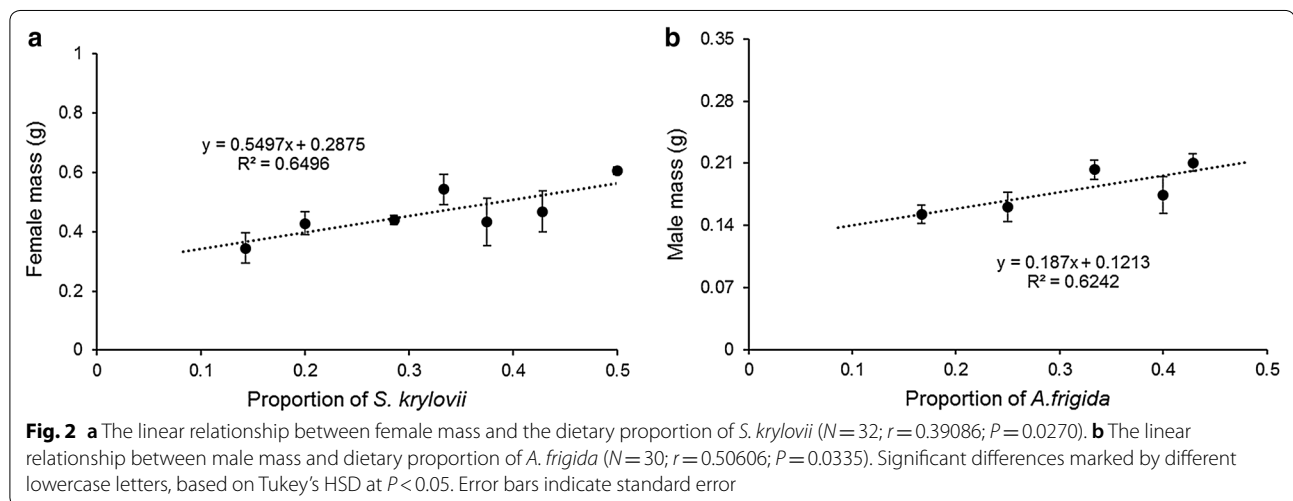 a
Female mass (g)
1
0.8
0.6
0.4
0.2
0
y = 0.5497x + 0.2875
R² = 0.6496
0 0.1 0.2 0.3 0.4 0.5
Proportion of S. krylovii
b
Male mass (g)
0.35
0.28
0.21
0.14
0.07
0
y = 0.187x + 0.1213
R² = 0.6242
0 0.1 0.2 0.3 0.4 0.5
Proportion of A.frigida
Fig. 2 a The linear relationship between female mass and the dietary proportion of S. krylovii (N = 32; r = 0.39086; P = 0.0270). b The linear
relationship between male mass and dietary proportion of A. frigida (N = 30; r = 0.50606; P = 0.0335). Significant differences marked by different
lowercase letters, based on Tukey's HSD at P < 0.05. Error bars indicate standard error